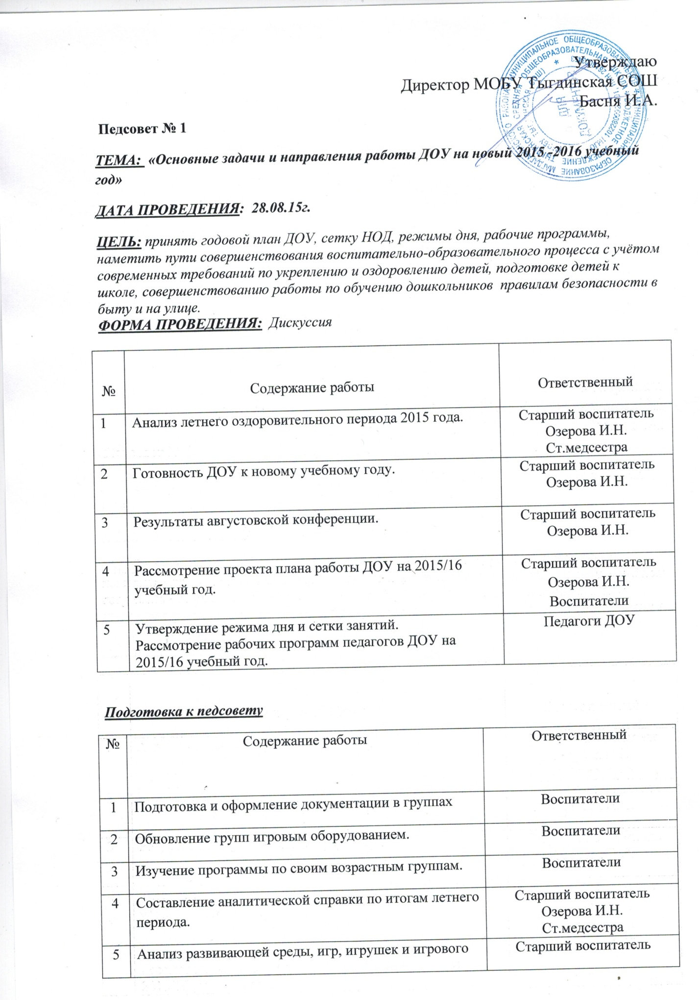 Утверждаю
Директор МОБУ Тыгдинская СОШ
Басня И.А.
Педсовет № 1
ТЕМА: «Основные задачи и направления работы ДОУ на новый 2015 -2016 учебный
год»
ДАТА ПРОВЕДЕНИЯ: 28.08.15г.
ЦЕЛЬ: принять годовой план ДОУ, сетку НОД, режимы дня, рабочие программы,
наметить пути совершенствования воспитательно-образовательного процесса с учётом
современных требований по укреплению и оздоровлению детей, подготовке детей к
школе, совершенствованию работы по обучению дошкольников правилам безопасности в
быту и на улице.
ФОРМА ПРОВЕДЕНИЯ: Дискуссия
№ Содержание работы Ответственный
1 Анализ летнего оздоровительного периода 2015 года. Старший воспитатель
Озерова И.Н.
Ст.медсестра
2 Готовность ДОУ к новому учебному году. Старший воспитатель
Озерова И.Н.
3 Результаты августовской конференции. Старший воспитатель
Озерова И.Н.
4 Рассмотрение проекта плана работы ДОУ на 2015/16 Старший воспитатель
учебный год. Озерова И.Н.
Воспитатели
5 Утверждение режима дня и сетки занятий. Педагоги ДОУ
Рассмотрение рабочих программ педагогов ДОУ на
2015/16 учебный год.
Подготовка к педсовету
№ Содержание работы Ответственный
1 Подготовка и оформление документации в группах Воспитатели
2 Обновление групп игровым оборудованием. Воспитатели
3 Изучение программы по своим возрастным группам. Воспитатели
4 Составление аналитической справки по итогам летнего Старший воспитатель
периода. Озерова И.Н.
Ст.медсестра
5 Анализ развивающей среды, игр, игрушек и игрового Старший воспитатель
МУНИЦИПАЛЬНОЕ ОБЩЕОБРАЗОВАТЕЛЬНОЕ
СРЕДНЯЯ ОБЩЕОБРАЗОВАТЕЛЬНАЯ ШКОЛА
ДЛЯ
ДОКУМЕНТОВ